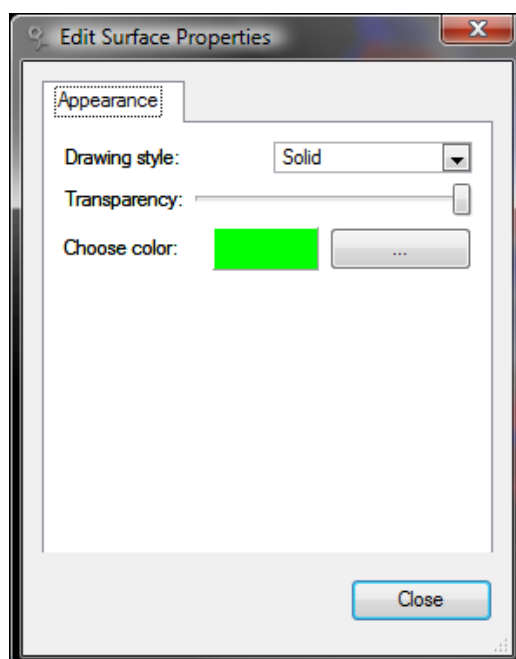 Edit Surface Properties
Appearance
Drawing style: Solid
Transparency:
Choose color: ...
Close